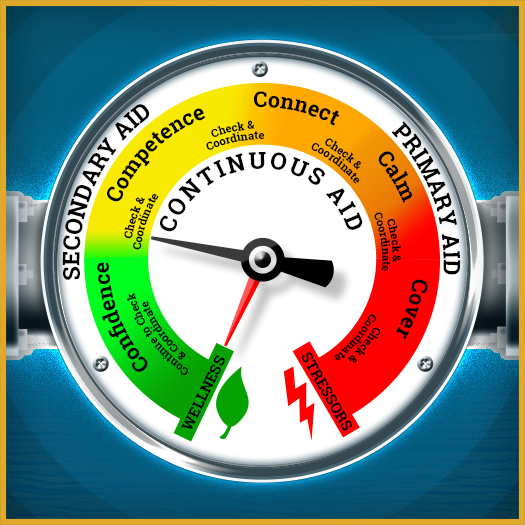 SECONDARY AID
PRIMARY AID
CONTINUOUS AID
Confidence
Continue to Check
& Coordinate
Competence
Check &
Coordinate
Check &
Coordinate
Connect
Check &
Coordinate
Calm
Check &
Coordinate
Cover
Check &
Coordinate
WELLNESS
STRESSORS